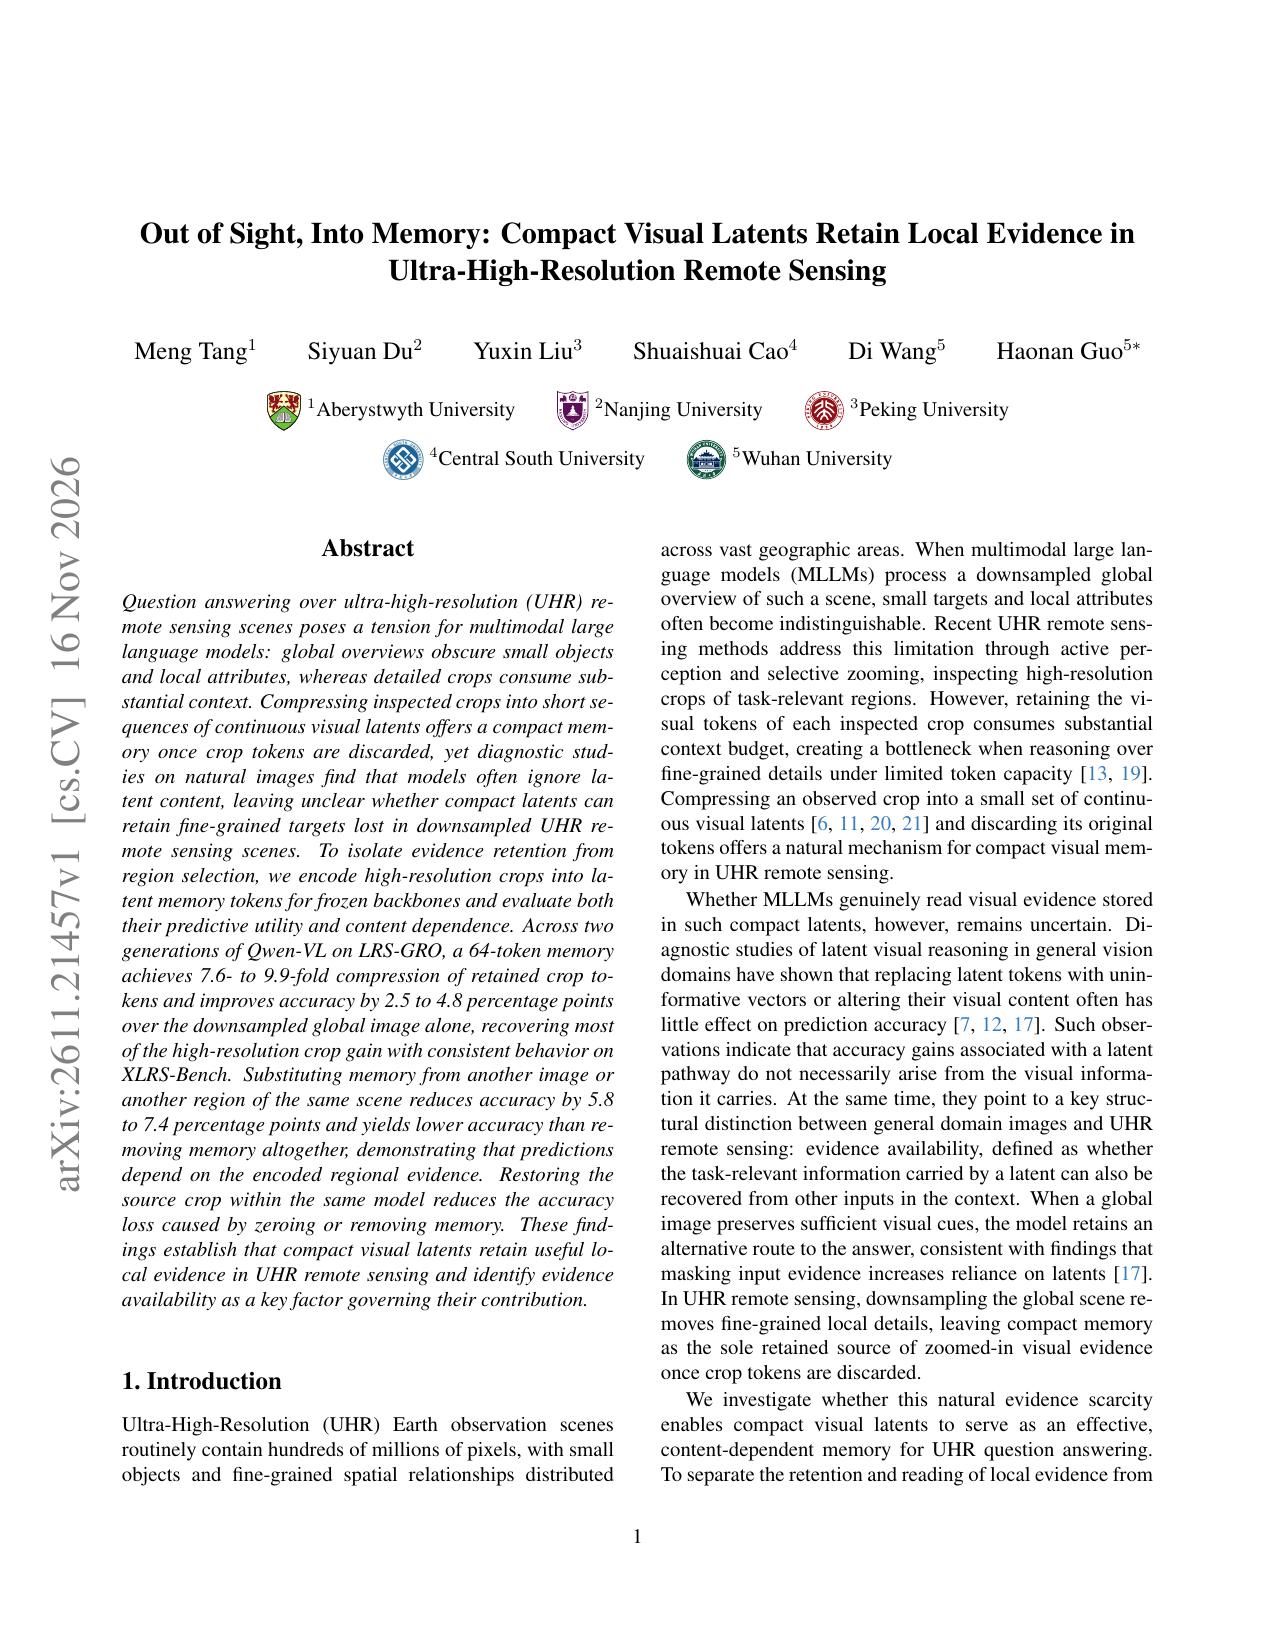 Out of Sight, Into Memory: Compact Visual Latents Retain Local Evidence in
Ultra-High-Resolution Remote Sensing
Meng Tang1 Siyuan Du2 Yuxin Liu3 Shuaishuai Cao4 Di Wang5 Haonan Guo5*
1Aberystwyth University 2Nanjing University 3Peking University
4Central South University 5Wuhan University
arXiv:2611.21457v1 [cs.CV] 16 Nov 2026
Abstract
Question answering over ultra-high-resolution (UHR) re-
mote sensing scenes poses a tension for multimodal large
language models: global overviews obscure small objects
and local attributes, whereas detailed crops consume sub-
stantial context. Compressing inspected crops into short se-
quences of continuous visual latents offers a compact mem-
ory once crop tokens are discarded, yet diagnostic stud-
ies on natural images find that models often ignore la-
tent content, leaving unclear whether compact latents can
retain fine-grained targets lost in downsampled UHR re-
mote sensing scenes. To isolate evidence retention from
region selection, we encode high-resolution crops into la-
tent memory tokens for frozen backbones and evaluate both
their predictive utility and content dependence. Across two
generations of Qwen-VL on LRS-GRO, a 64-token memory
achieves 7.6- to 9.9-fold compression of retained crop to-
kens and improves accuracy by 2.5 to 4.8 percentage points
over the downsampled global image alone, recovering most
of the high-resolution crop gain with consistent behavior on
XLRS-Bench. Substituting memory from another image or
another region of the same scene reduces accuracy by 5.8
to 7.4 percentage points and yields lower accuracy than re-
moving memory altogether, demonstrating that predictions
depend on the encoded regional evidence. Restoring the
source crop within the same model reduces the accuracy
loss caused by zeroing or removing memory. These find-
ings establish that compact visual latents retain useful lo-
cal evidence in UHR remote sensing and identify evidence
availability as a key factor governing their contribution.
1. Introduction
Ultra-High-Resolution (UHR) Earth observation scenes
routinely contain hundreds of millions of pixels, with small
objects and fine-grained spatial relationships distributed
across vast geographic areas. When multimodal large lan-
guage models (MLLMs) process a downsampled global
overview of such a scene, small targets and local attributes
often become indistinguishable. Recent UHR remote sens-
ing methods address this limitation through active per-
ception and selective zooming, inspecting high-resolution
crops of task-relevant regions. However, retaining the vi-
sual tokens of each inspected crop consumes substantial
context budget, creating a bottleneck when reasoning over
fine-grained details under limited token capacity [13, 19].
Compressing an observed crop into a small set of continu-
ous visual latents [6, 11, 20, 21] and discarding its original
tokens offers a natural mechanism for compact visual mem-
ory in UHR remote sensing.
Whether MLLMs genuinely read visual evidence stored
in such compact latents, however, remains uncertain. Di-
agnostic studies of latent visual reasoning in general vision
domains have shown that replacing latent tokens with unin-
formative vectors or altering their visual content often has
little effect on prediction accuracy [7, 12, 17]. Such obser-
vations indicate that accuracy gains associated with a latent
pathway do not necessarily arise from the visual informa-
tion it carries. At the same time, they point to a key struc-
tural distinction between general domain images and UHR
remote sensing: evidence availability, defined as whether
the task-relevant information carried by a latent can also be
recovered from other inputs in the context. When a global
image preserves sufficient visual cues, the model retains an
alternative route to the answer, consistent with findings that
masking input evidence increases reliance on latents [17].
In UHR remote sensing, downsampling the global scene re-
moves fine-grained local details, leaving compact memory
as the sole retained source of zoomed-in visual evidence
once crop tokens are discarded.
We investigate whether this natural evidence scarcity
enables compact visual latents to serve as an effective,
content-dependent memory for UHR question answering.
To separate the retention and reading of local evidence from
1